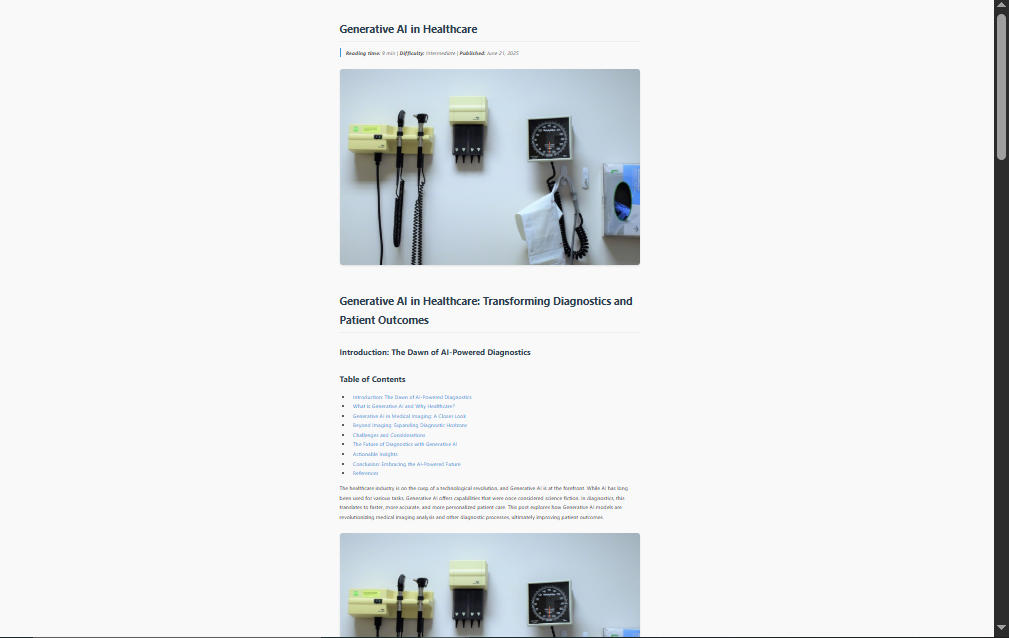 Generative AI in Healthcare
Reading time: 9 min | Difficulty: Intermediate | Published: June 21, 2025
Generative AI in Healthcare: Transforming Diagnostics and
Patient Outcomes
Introduction: The Dawn of AI-Powered Diagnostics
Table of Contents
Introduction: The Dawn of AI-Powered Diagnostics
What is Generative AI and Why Healthcare?
Generative AI in Medical Imaging: A Closer Look
Beyond Imaging: Expanding Diagnostic Horizons
Challenges and Considerations
The Future of Diagnostics with Generative AI
Actionable Insights
Conclusion: Embracing the AI-Powered Future
References
The healthcare industry is on the cusp of a technological revolution, and Generative AI is at the forefront. While AI has long
been used for various tasks, Generative AI offers capabilities that were once considered science fiction. In diagnostics, this
translates to faster, more accurate, and more personalized patient care. This post explores how Generative AI models are
revolutionizing medical imaging analysis and other diagnostic processes, ultimately improving patient outcomes.